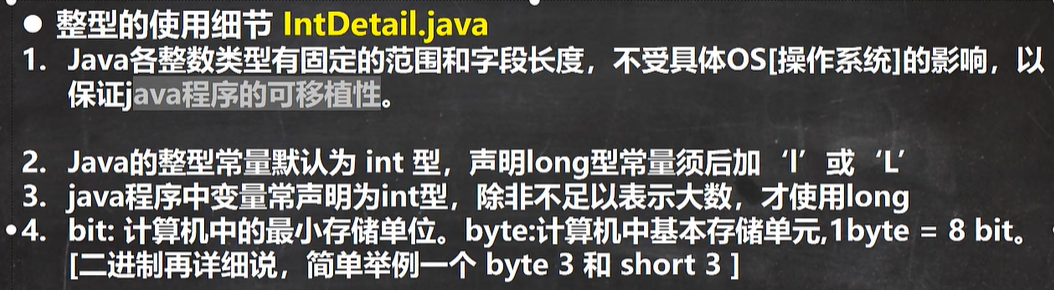 ● 整型的使用细节 IntDetail.java
1. Java各整数类型有固定的范围和字段长度，不受具体OS[操作系统]的影响，以
保证java程序的可移植性。
2. Java的整型常量默认为 int 型，声明long型常量须后加‘l’或‘L’
3. java程序中变量常声明为int型，除非不足以表示大数，才使用long
●4. bit: 计算机中的最小存储单位。byte:计算机中基本存储单元,1byte = 8 bit。
[二进制再详细说，简单举例一个 byte 3 和 short 3 ]